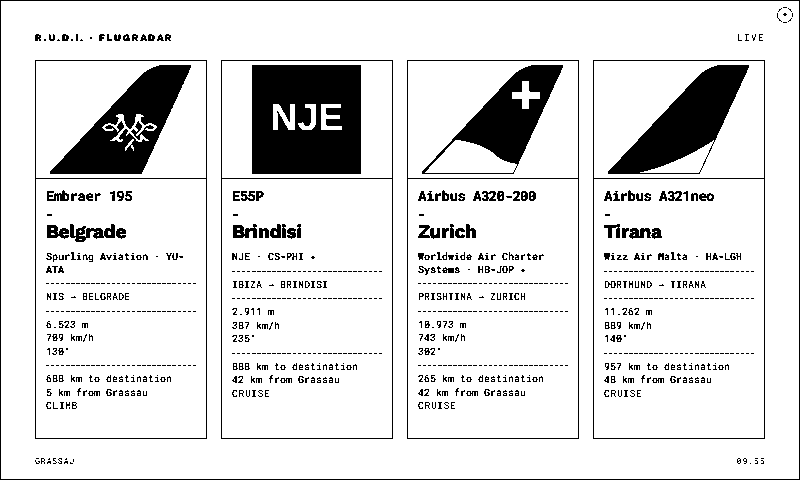 R.U.D.I. · FLUGRADAR
LIVE
Embraer 195
-
Belgrade
Spurling Aviation · YU-
ATA
NIS → BELGRADE
6.523 m
709 km/h
130°
688 km to destination
5 km from Grassau
CLIMB
NJE
E55P
-
Brindisi
NJE · CS-PHI ✦
IBIZA → BRINDISI
2.911 m
387 km/h
235°
888 km to destination
42 km from Grassau
CRUISE
Airbus A320-200
-
Zurich
Worldwide Air Charter
Systems · HB-JOP ✦
PRISHTINA → ZURICH
10.973 m
743 km/h
302°
265 km to destination
42 km from Grassau
CRUISE
Airbus A321neo
-
Tirana
Wizz Air Malta · HA-LGH
DORTMUND → TIRANA
11.262 m
889 km/h
140°
957 km to destination
48 km from Grassau
CRUISE
GRASSAU
09:55